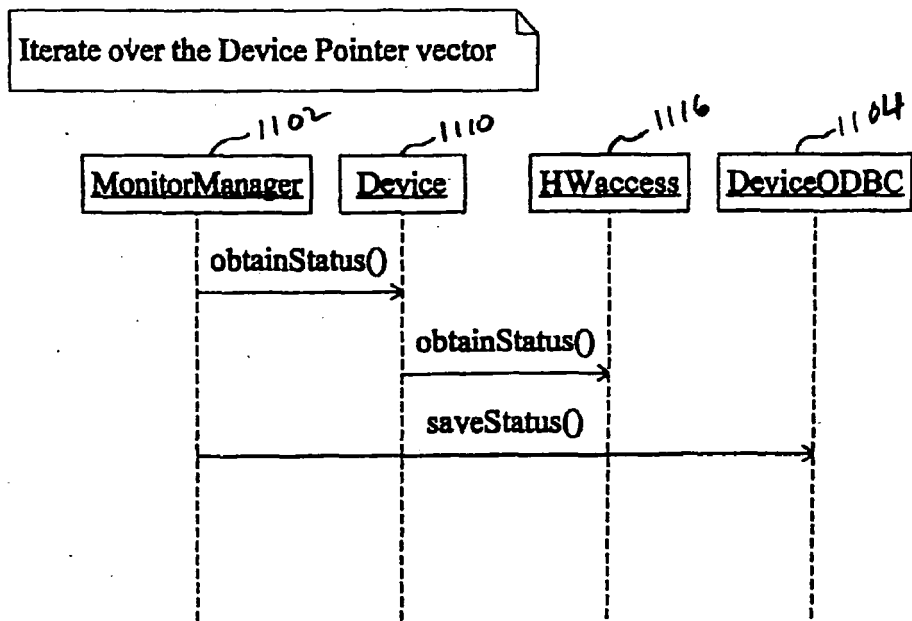 Iterate over the Device Pointer vector
1102 1110 1116 1104
MonitorManager Device HWaccess DeviceODBC
obtainStatus()
obtainStatus()
saveStatus()